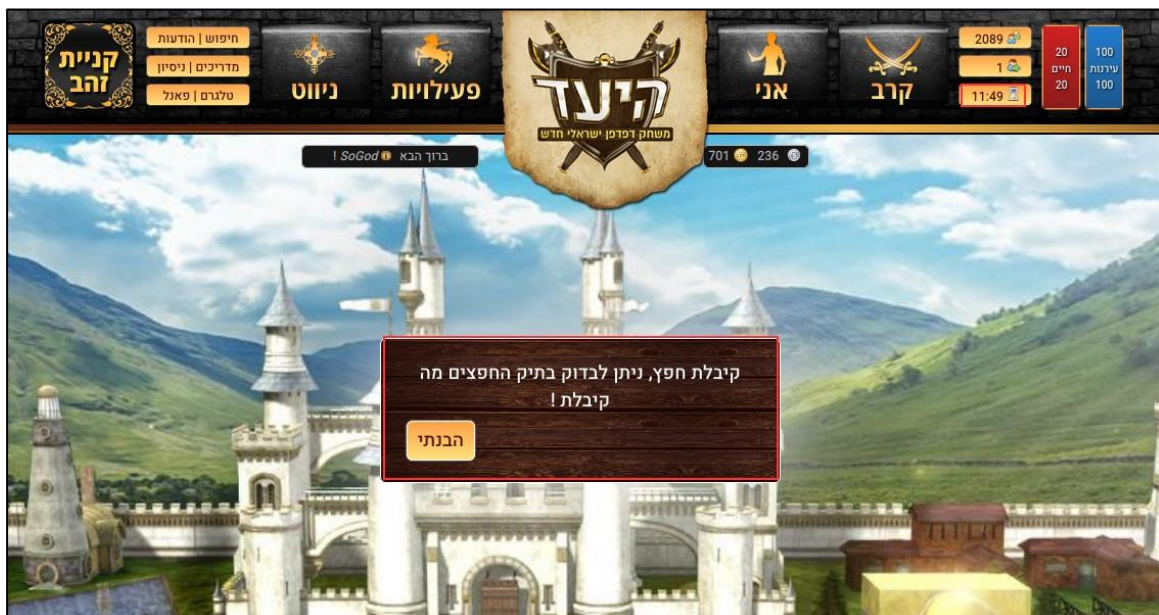 2089
1
11:49
20
חיים
20
100
עירנות
100
קרב
אני
היעד
משחק דפדפן ישראלי חדש
פעילויות
ניווט
חיפוש | הודעות
מדריכים | ניסיון
טלגרם | פאנל
קניית
זהב
701 236
ברוך הבא SoGod !
קיבלת חפץ, ניתן לבדוק בתיק החפצים מה
קיבלת !
הבנתי